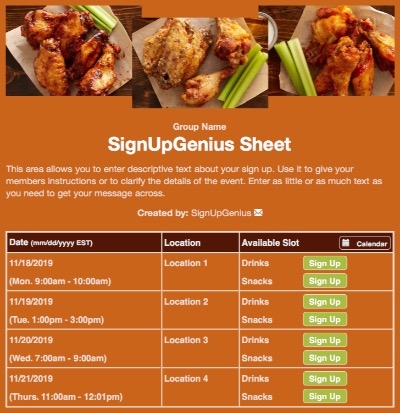 Group Name
SignUpGenius Sheet
This area allows you to enter descriptive text about your sign up. Use it to give your
members instructions or to clarify the details of the event. Enter as little or as much text as
you need to get your message across.
Created by: SignUpGenius
Date (mm/dd/yyyy EST) Location Available Slot Calendar
11/18/2019 Location 1 Drinks Sign Up
(Mon. 9:00am - 10:00am) Snacks Sign Up
11/19/2019 Location 2 Drinks Sign Up
(Tue. 1:00pm - 3:00pm) Snacks Sign Up
11/20/2019 Location 3 Drinks Sign Up
(Wed. 7:00am - 9:00am) Snacks Sign Up
11/21/2019 Location 4 Drinks Sign Up
(Thurs. 11:00am - 12:01pm) Snacks Sign Up